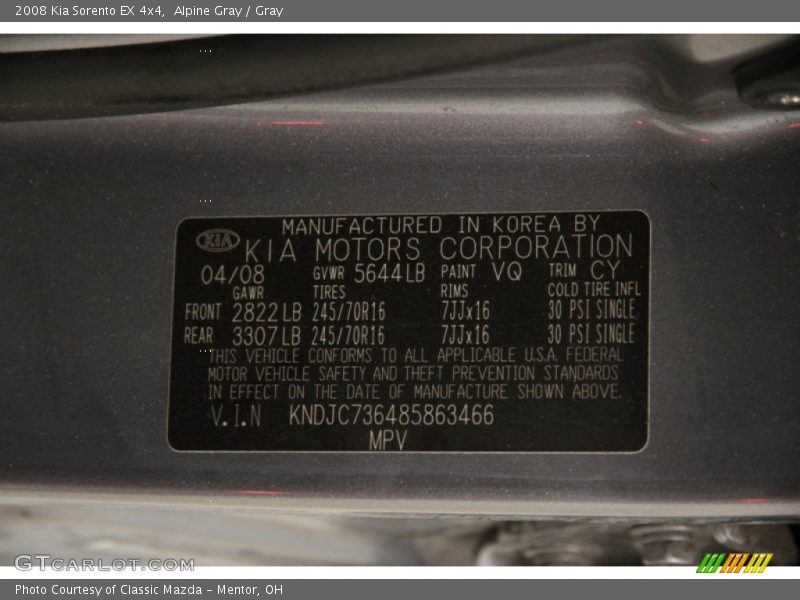 2008 Kia Sorento EX 4x4,  Alpine Gray / Gray
MANUFACTURED IN KOREA BY
KIA KIA MOTORS CORPORATION
04/08 GVWR 5644LB PAINT VQ TRIM CY
GAWR TIRES RIMS COLD TIRE INFL
FRONT 2822LB 245/70R16 7JJx16 30 PSI SINGLE
REAR 3307LB 245/70R16 7JJx16 30 PSI SINGLE
THIS VEHICLE CONFORMS TO ALL APPLICABLE U.S.A. FEDERAL
MOTOR VEHICLE SAFETY AND THEFT PREVENTION STANDARDS
IN EFFECT ON THE DATE OF MANUFACTURE SHOWN ABOVE.
V.I.N KNDJC736485863466
MPV
GTCARLOT.COM
Photo Courtesy of Classic Mazda - Mentor, OH